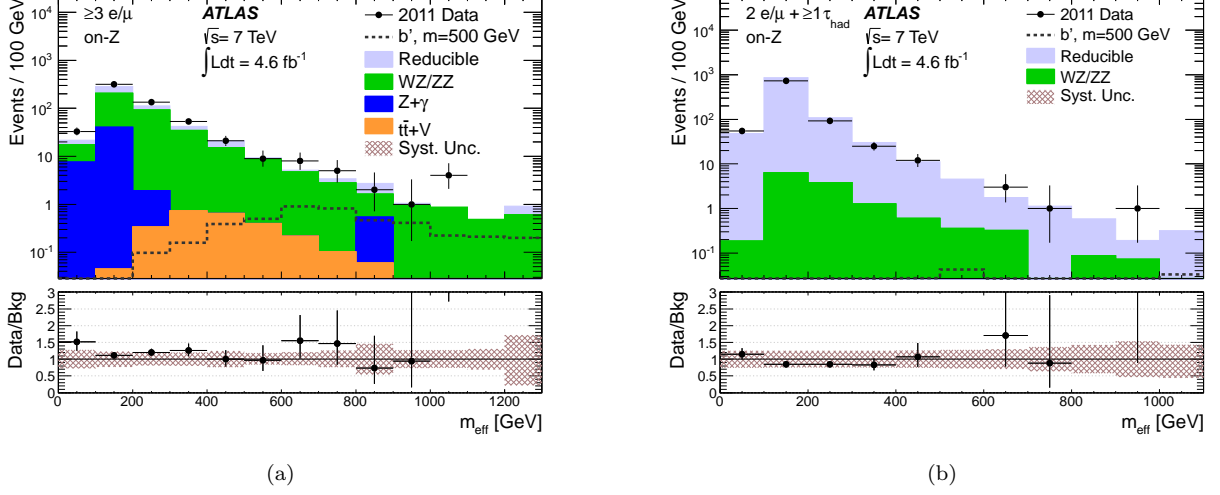 ≥3 e/μ ATLAS
on-Z
√s= 7 TeV
∫Ldt = 4.6 fb⁻¹
2011 Data
b', m=500 GeV
Reducible
WZ/ZZ
Z+γ
tt̄+V
Syst. Unc.
Events / 100 GeV
10⁴
10³
10²
10
1
10⁻¹
Data/Bkg
3
2.5
2
1.5
1
0.5
0
0 200 400 600 800 1000 1200
m_eff [GeV]
(a)
2 e/μ + ≥1τ_had ATLAS
on-Z
√s= 7 TeV
∫Ldt = 4.6 fb⁻¹
2011 Data
b', m=500 GeV
Reducible
WZ/ZZ
Syst. Unc.
Events / 100 GeV
10⁴
10³
10²
10
1
10⁻¹
Data/Bkg
3
2.5
2
1.5
1
0.5
0
0 200 400 600 800 1000
m_eff [GeV]
(b)